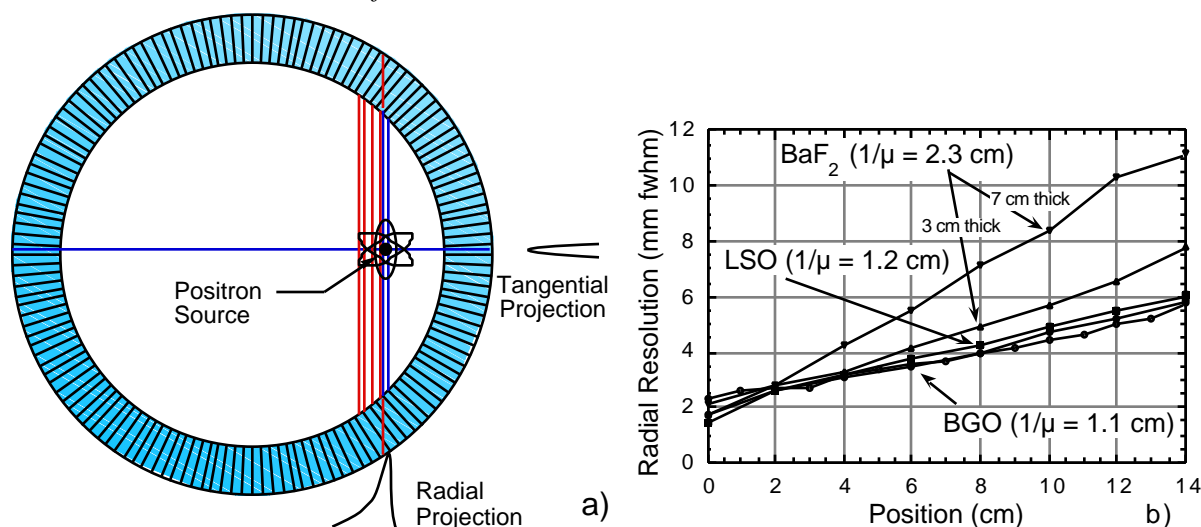 Positron
Source
Tangential
Projection
Radial
Projection
a)
12
10
8
6
4
2
0
Radial Resolution (mm fwhm)
BaF2 (1/µ = 2.3 cm)
7 cm thick
3 cm thick
LSO (1/µ = 1.2 cm)
BGO (1/µ = 1.1 cm)
0 2 4 6 8 10 12 14
Position (cm)
b)